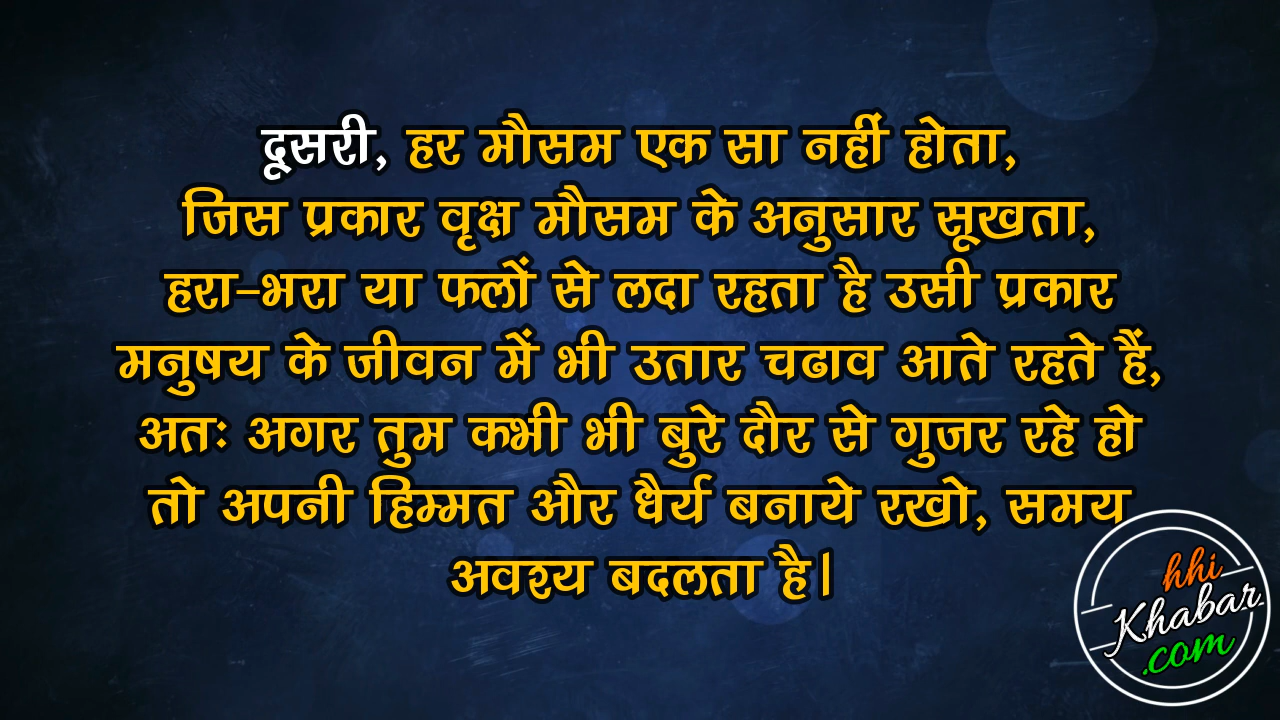 दूसरी, हर मौसम एक सा नहीं होता,
जिस प्रकार वृक्ष मौसम के अनुसार सूखता,
हरा-भरा या फलों से लदा रहता है उसी प्रकार
मनुषय के जीवन में भी उतार चढाव आते रहते हैं,
अतः अगर तुम कभी भी बुरे दौर से गुजर रहे हो
तो अपनी हिम्मत और धैर्य बनाये रखो, समय
अवश्य बदलता है।
hhi
Khabar
.com